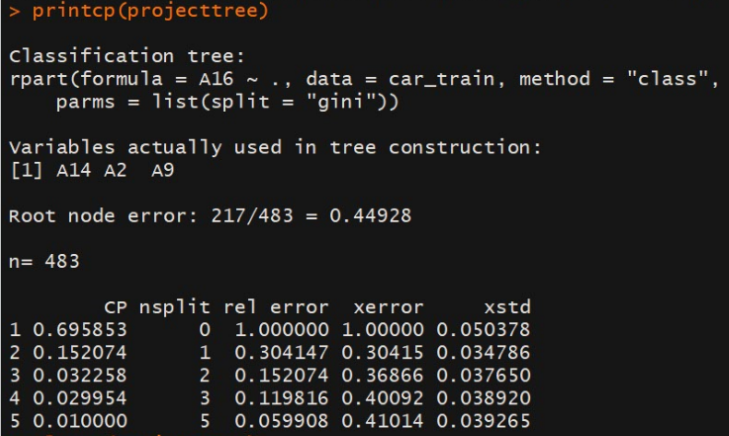 > printcp(projecttree)
Classification tree:
rpart(formula = A16 ~ ., data = car_train, method = "class",
    parms = list(split = "gini"))
Variables actually used in tree construction:
[1] A14 A2  A9
Root node error: 217/483 = 0.44928
n= 483
        CP nsplit rel error  xerror     xstd
1 0.695853      0  1.000000 1.00000 0.050378
2 0.152074      1  0.304147 0.30415 0.034786
3 0.032258      2  0.152074 0.36866 0.037650
4 0.029954      3  0.119816 0.40092 0.038920
5 0.010000      5  0.059908 0.41014 0.039265